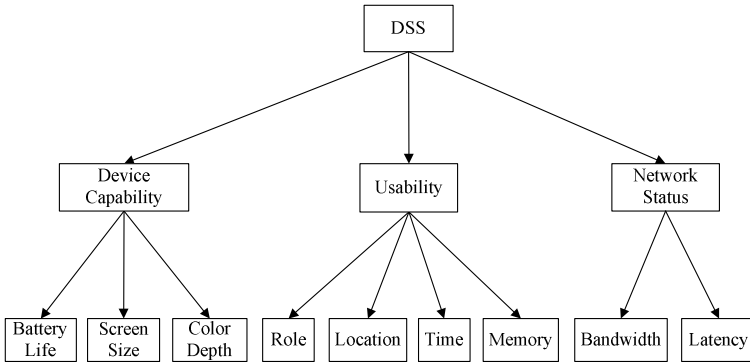 DSS
Device
Capability
Usability
Network
Status
Battery
Life
Screen
Size
Color
Depth
Role
Location
Time
Memory
Bandwidth
Latency